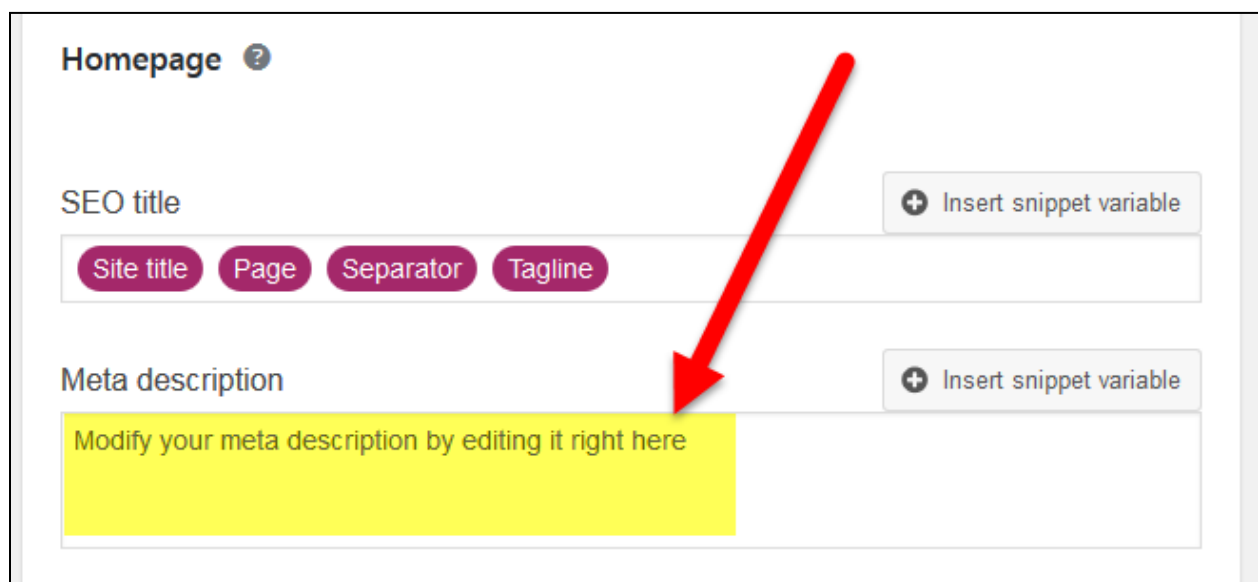 Homepage ?
SEO title
Insert snippet variable
Site title Page Separator Tagline
Meta description
Insert snippet variable
Modify your meta description by editing it right here